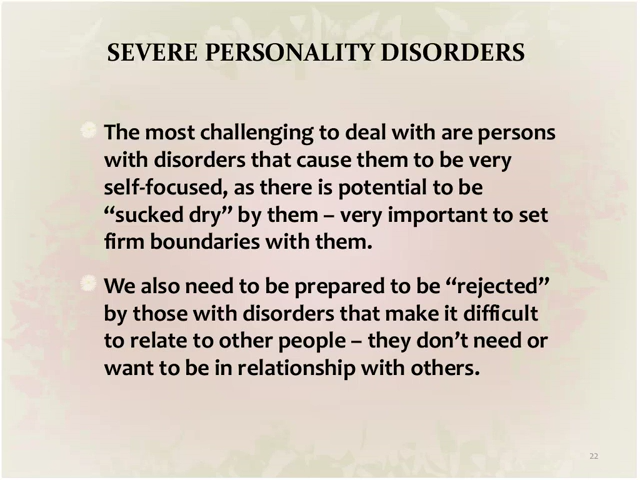 SEVERE PERSONALITY DISORDERS
The most challenging to deal with are persons
with disorders that cause them to be very
self-focused, as there is potential to be
“sucked dry” by them – very important to set
firm boundaries with them.
We also need to be prepared to be “rejected”
by those with disorders that make it difficult
to relate to other people – they don’t need or
want to be in relationship with others.
22